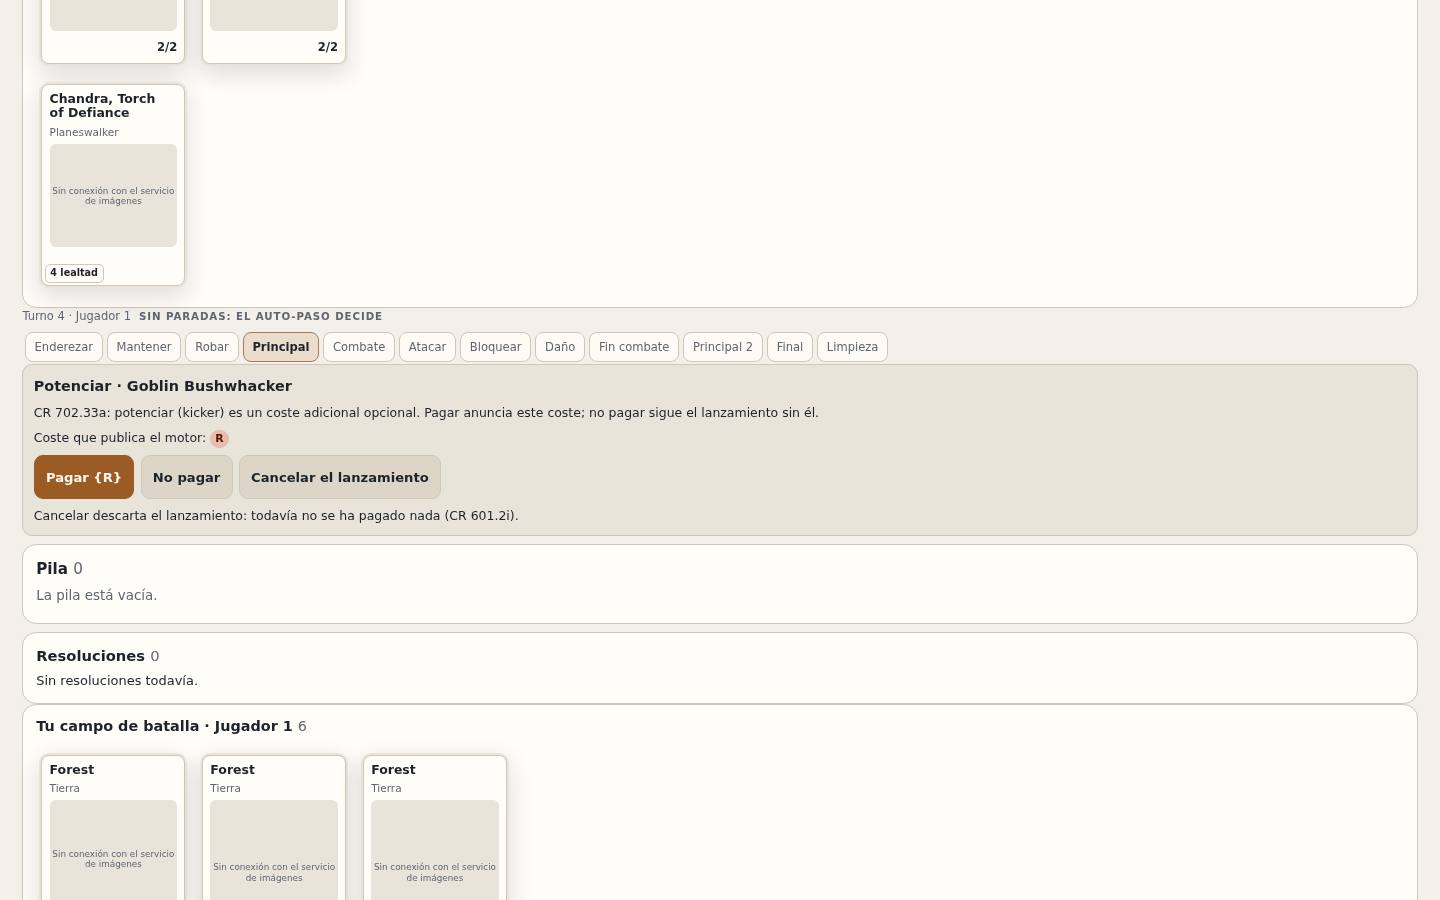 2/2
2/2
Chandra, Torch
of Defiance
Planeswalker
Sin conexión con el servicio
de imágenes
4 lealtad
Turno 4 · Jugador 1 SIN PARADAS: EL AUTO-PASO DECIDE
Enderezar Mantener Robar Principal Combate Atacar Bloquear Daño Fin combate Principal 2 Final Limpieza
Potenciar · Goblin Bushwhacker
CR 702.33a: potenciar (kicker) es un coste adicional opcional. Pagar anuncia este coste; no pagar sigue el lanzamiento sin él.
Coste que publica el motor: R
Pagar {R} No pagar Cancelar el lanzamiento
Cancelar descarta el lanzamiento: todavía no se ha pagado nada (CR 601.2i).
Pila 0
La pila está vacía.
Resoluciones 0
Sin resoluciones todavía.
Tu campo de batalla · Jugador 1 6
Forest Forest Forest
Tierra Tierra Tierra
Sin conexión con el servicio
de imágenes
Sin conexión con el servicio
de imágenes
Sin conexión con el servicio
de imágenes